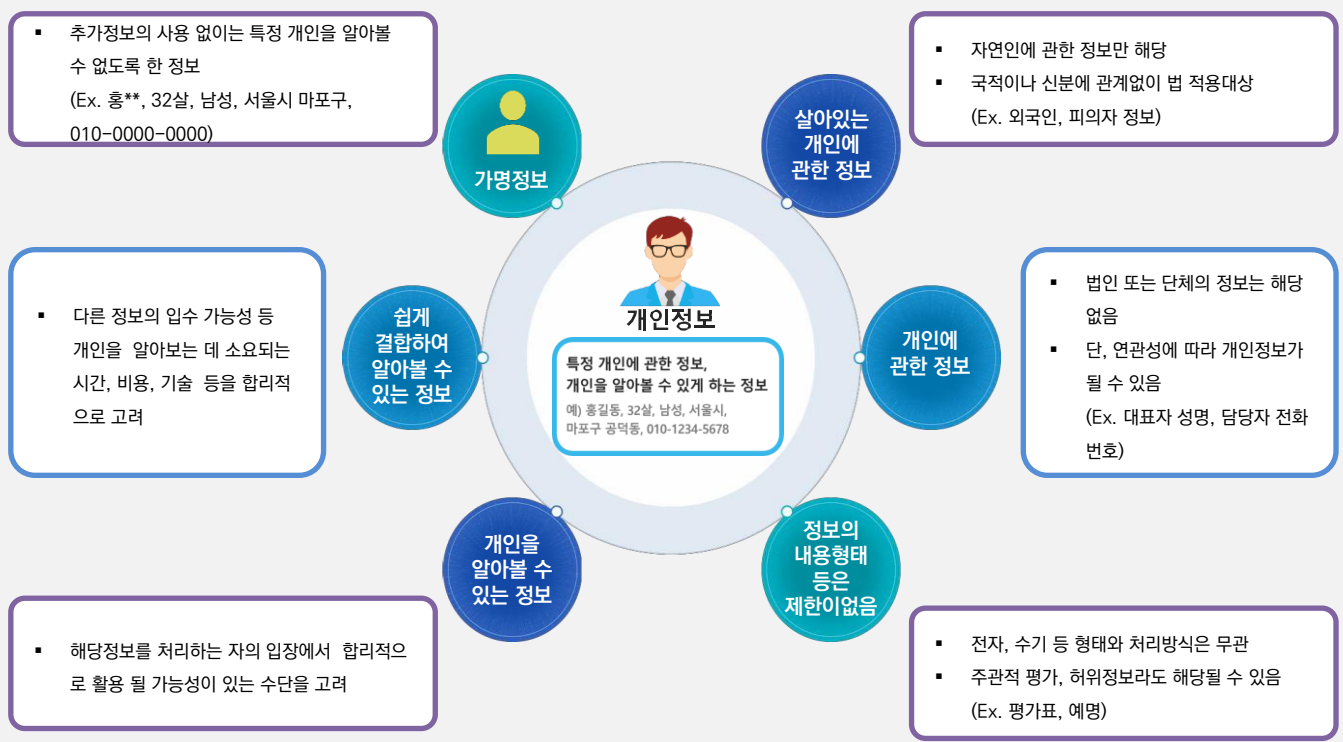 ▪ 추가정보의 사용 없이는 특정 개인을 알아볼
수 없도록 한 정보
(Ex. 홍**, 32살, 남성, 서울시 마포구,
010-0000-0000)
가명정보
살아있는
개인에
관한 정보
▪ 자연인에 관한 정보만 해당
▪ 국적이나 신분에 관계없이 법 적용대상
(Ex. 외국인, 피의자 정보)
▪ 다른 정보의 입수 가능성 등
개인을 알아보는 데 소요되는
시간, 비용, 기술 등을 합리적
으로 고려
쉽게
결합하여
알아볼 수
있는 정보
개인정보
특정 개인에 관한 정보,
개인을 알아볼 수 있게 하는 정보
예) 홍길동, 32살, 남성, 서울시,
마포구 공덕동, 010-1234-5678
개인에
관한 정보
▪ 법인 또는 단체의 정보는 해당
없음
▪ 단, 연관성에 따라 개인정보가
될 수 있음
(Ex. 대표자 성명, 담당자 전화
번호)
개인을
알아볼 수
있는 정보
정보의
내용형태
등은
제한이없음
▪ 해당정보를 처리하는 자의 입장에서 합리적으
로 활용 될 가능성이 있는 수단을 고려
▪ 전자, 수기 등 형태와 처리방식은 무관
▪ 주관적 평가, 허위정보라도 해당될 수 있음
(Ex. 평가표, 예명)